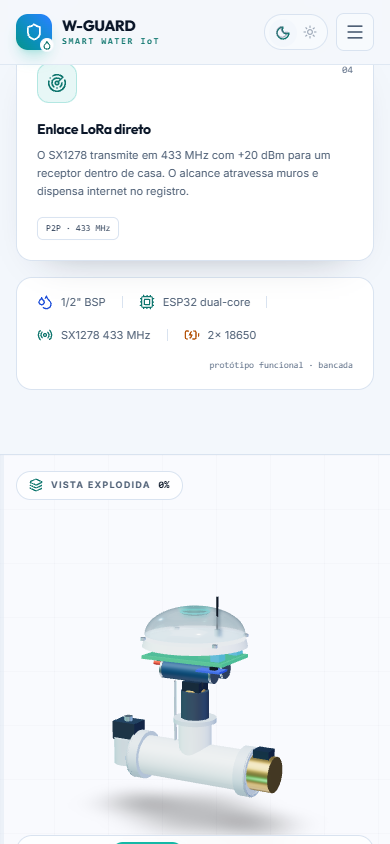 W-GUARD
SMART WATER IoT
04
Enlace LoRa direto
O SX1278 transmite em 433 MHz com +20 dBm para um
receptor dentro de casa. O alcance atravessa muros e
dispensa internet no registro.
P2P · 433 MHz
1/2" BSP
ESP32 dual-core
SX1278 433 MHz
2× 18650
protótipo funcional · bancada
VISTA EXPLODIDA 0%